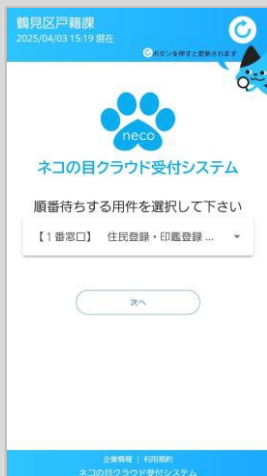 鶴見区戸籍課
2025/04/03 15:19 現在
ボタンを押すと更新されます
neco
ネコの目クラウド受付システム
順番待ちする用件を選択して下さい
【１番窓口】　住民登録・印鑑登録 ...
次へ
企業情報 | 利用規約
ネコの目クラウド受付システム